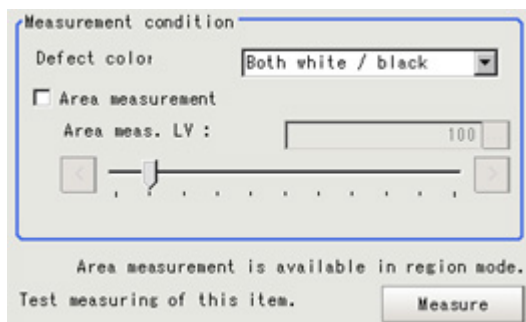 Measurement condition
Defect color
Both white / black
Area measurement
Area meas. LV :
100
<
>
Area measurement is available in region mode.
Test measuring of this item.
Measure